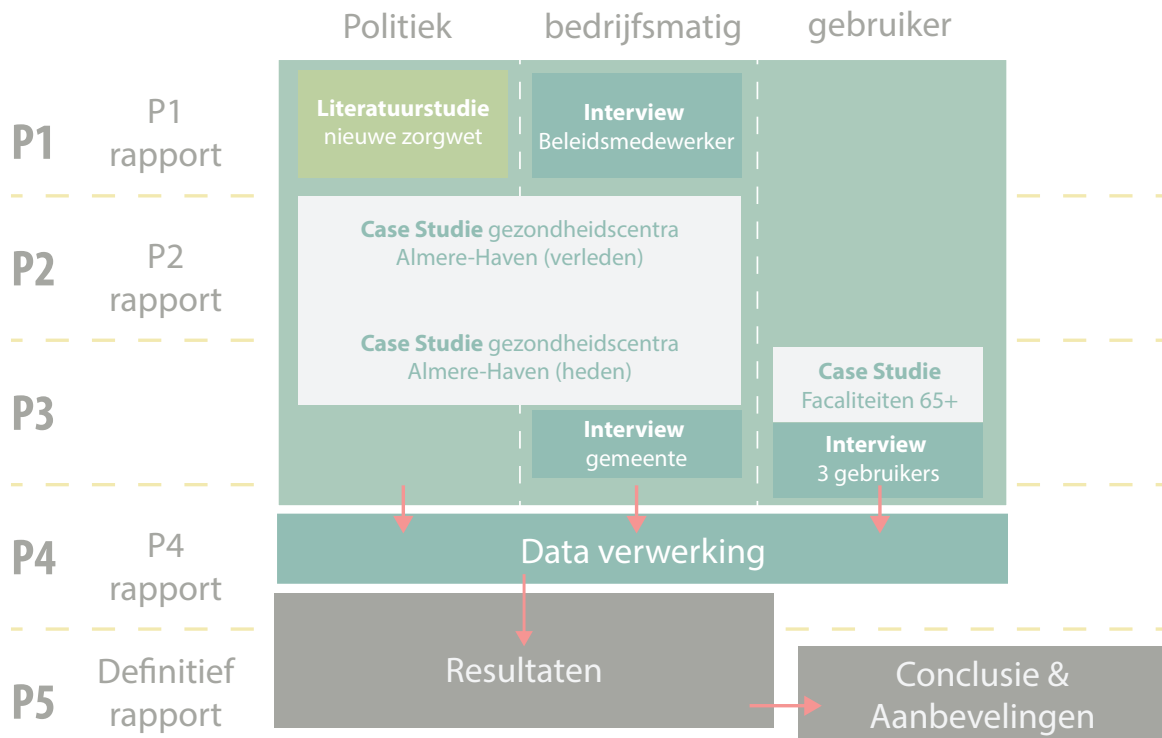 Politiek
bedrijfsmatig
gebruiker
P1
P1
rapport
Literatuurstudie
nieuwe zorgwet
Interview
Beleidsmedewerker
P2
P2
rapport
Case Studie gezondheidscentra
Almere-Haven (verleden)
Case Studie gezondheidscentra
Almere-Haven (heden)
P3
Case Studie
Facaliteiten 65+
Interview
gemeente
Interview
3 gebruikers
P4
P4
rapport
Data verwerking
P5
Definitief
rapport
Resultaten
Conclusie &
Aanbevelingen